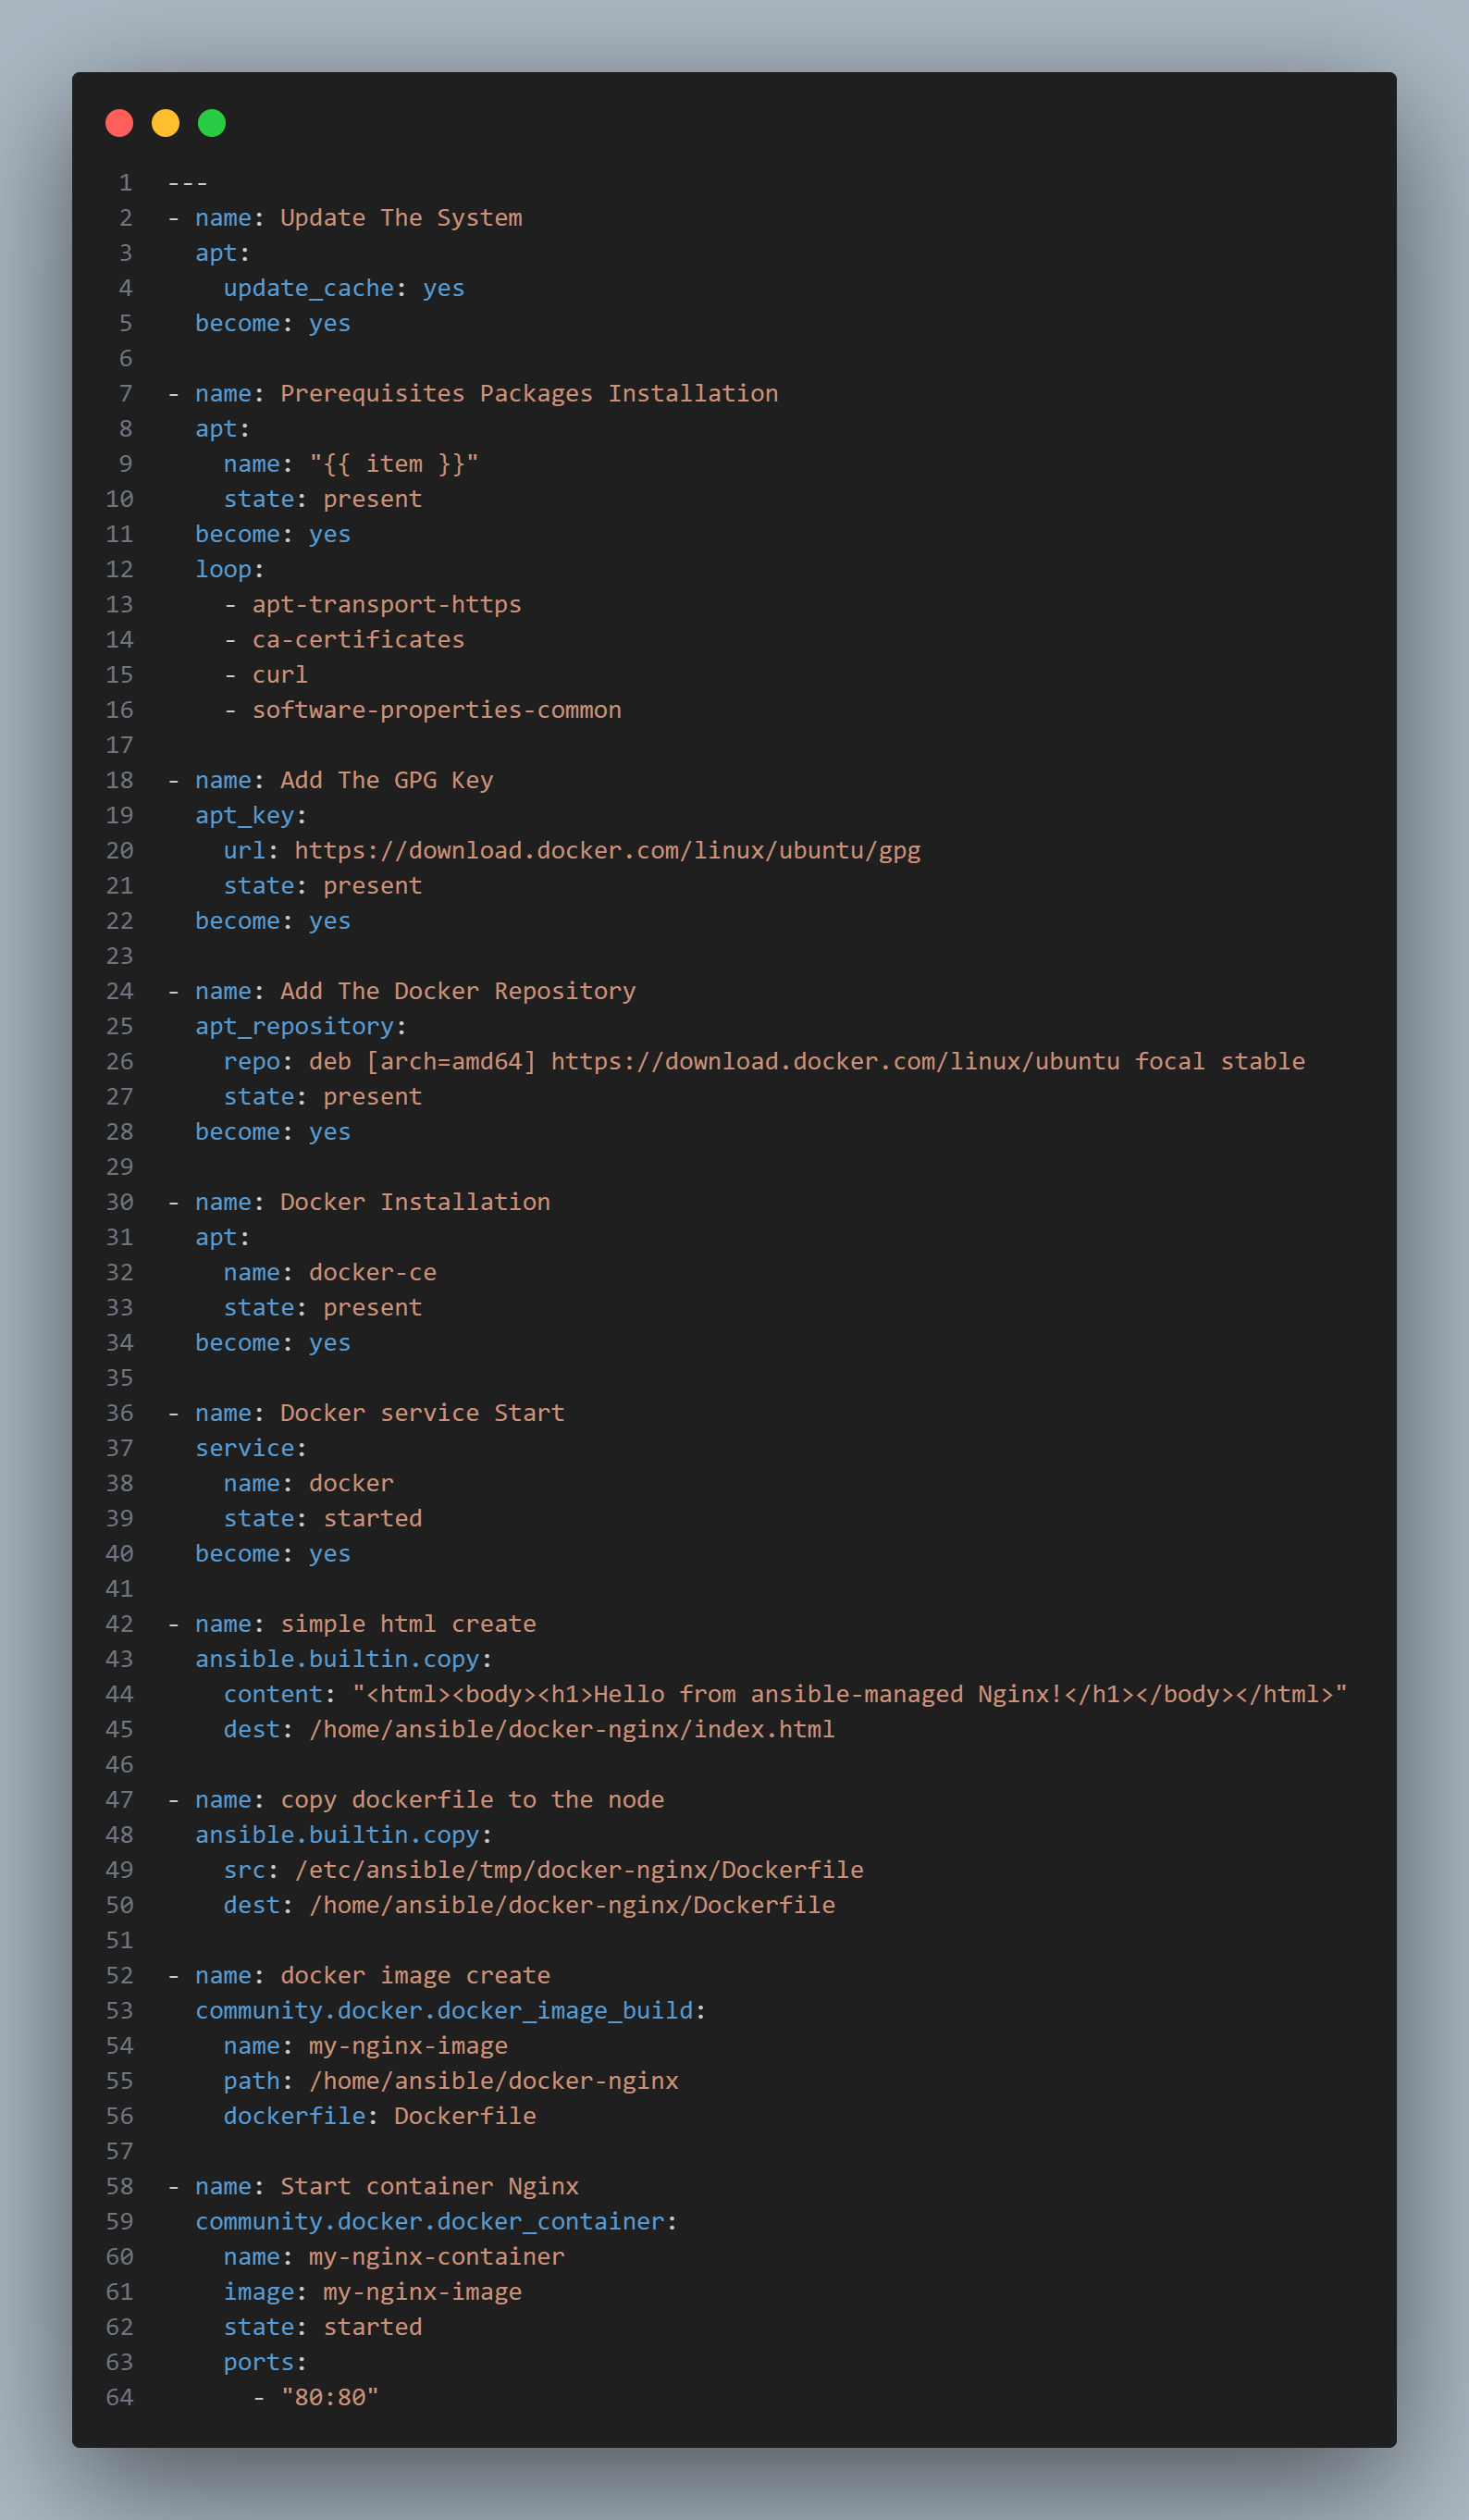 1 ---
2 - name: Update The System
3   apt:
4     update_cache: yes
5   become: yes
6
7 - name: Prerequisites Packages Installation
8   apt:
9     name: "{{ item }}"
10     state: present
11   become: yes
12   loop:
13     - apt-transport-https
14     - ca-certificates
15     - curl
16     - software-properties-common
17
18 - name: Add The GPG Key
19   apt_key:
20     url: https://download.docker.com/linux/ubuntu/gpg
21     state: present
22   become: yes
23
24 - name: Add The Docker Repository
25   apt_repository:
26     repo: deb [arch=amd64] https://download.docker.com/linux/ubuntu focal stable
27     state: present
28   become: yes
29
30 - name: Docker Installation
31   apt:
32     name: docker-ce
33     state: present
34   become: yes
35
36 - name: Docker service Start
37   service:
38     name: docker
39     state: started
40   become: yes
41
42 - name: simple html create
43   ansible.builtin.copy:
44     content: "<html><body><h1>Hello from ansible-managed Nginx!</h1></body></html>"
45     dest: /home/ansible/docker-nginx/index.html
46
47 - name: copy dockerfile to the node
48   ansible.builtin.copy:
49     src: /etc/ansible/tmp/docker-nginx/Dockerfile
50     dest: /home/ansible/docker-nginx/Dockerfile
51
52 - name: docker image create
53   community.docker.docker_image_build:
54     name: my-nginx-image
55     path: /home/ansible/docker-nginx
56     dockerfile: Dockerfile
57
58 - name: Start container Nginx
59   community.docker.docker_container:
60     name: my-nginx-container
61     image: my-nginx-image
62     state: started
63     ports:
64       - "80:80"